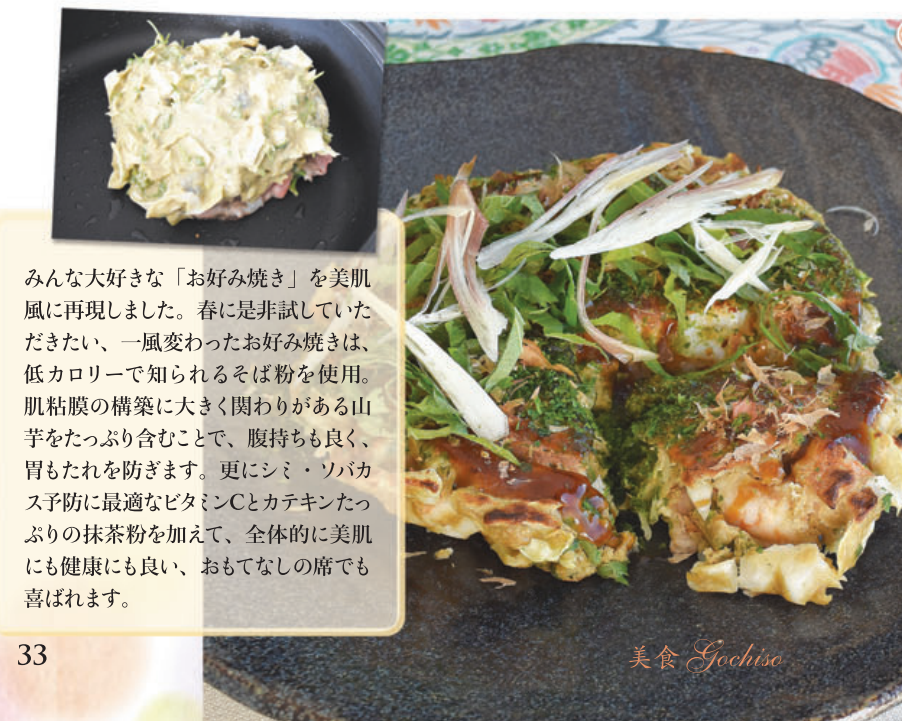 みんな大好きな「お好み焼き」を美肌
風に再現しました。春に是非試していた
だきたい、一風変わったお好み焼きは、
低カロリーで知られるそば粉を使用。
肌粘膜の構築に大きく関わりがある山
芋をたっぷり含むことで、腹持ちも良く、
胃もたれを防ぎます。更にシミ・ソバカ
ス予防に最適なビタミンCとカテキンたっ
ぷりの抹茶粉を加えて、全体的に美肌
にも健康にも良い、おもてなしの席でも
喜ばれます。
33
美食 Gochiso